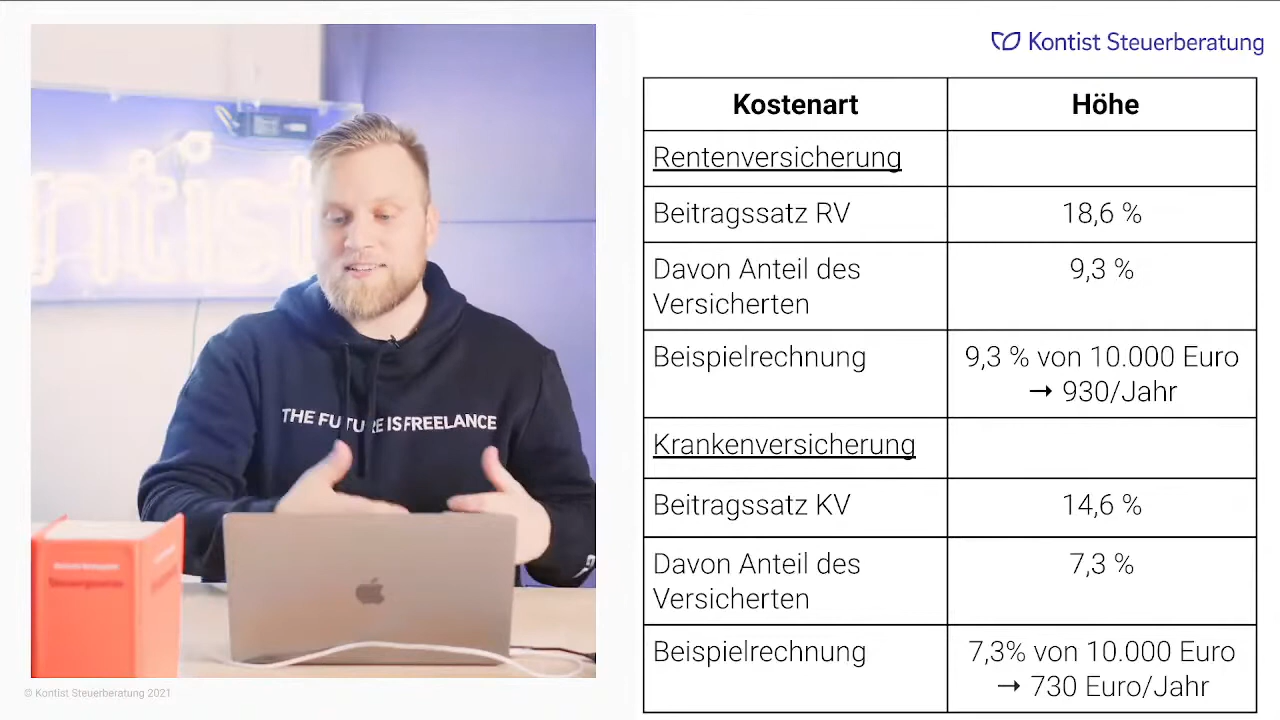 Kontist Steuerberatung
Kostenart Höhe
Rentenversicherung
Beitragssatz RV 18,6 %
Davon Anteil des 9,3 %
Versicherten
Beispielrechnung 9,3 % von 10.000 Euro
→ 930/Jahr
Krankenversicherung
Beitragssatz KV 14,6 %
Davon Anteil des 7,3 %
Versicherten
Beispielrechnung 7,3% von 10.000 Euro
→ 730 Euro/Jahr
THE FUTURE IS FREELANCE
© Kontist Steuerberatung 2021